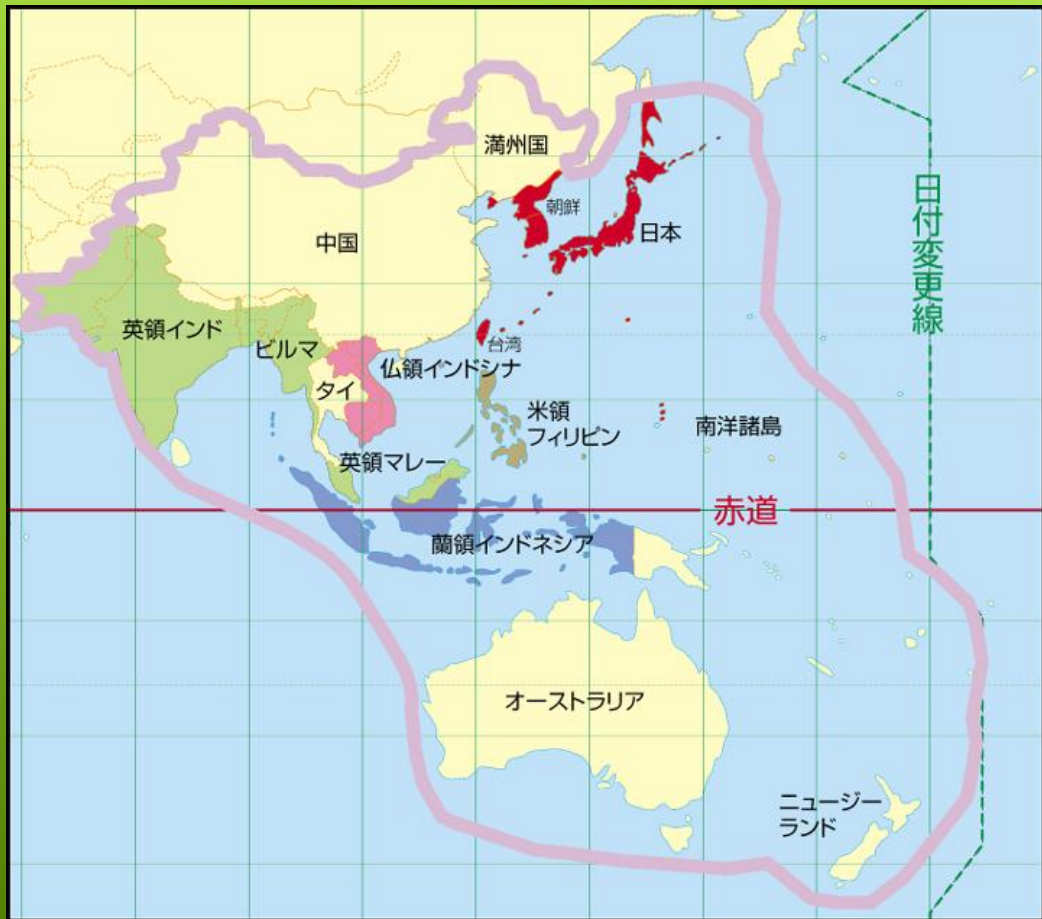 満州国
朝鮮
日本
中国
日付変更線
英領インド
ビルマ
台湾
仏領インドシナ
タイ
米領
フィリピン
南洋諸島
英領マレー
赤道
蘭領インドネシア
オーストラリア
ニュージー
ランド